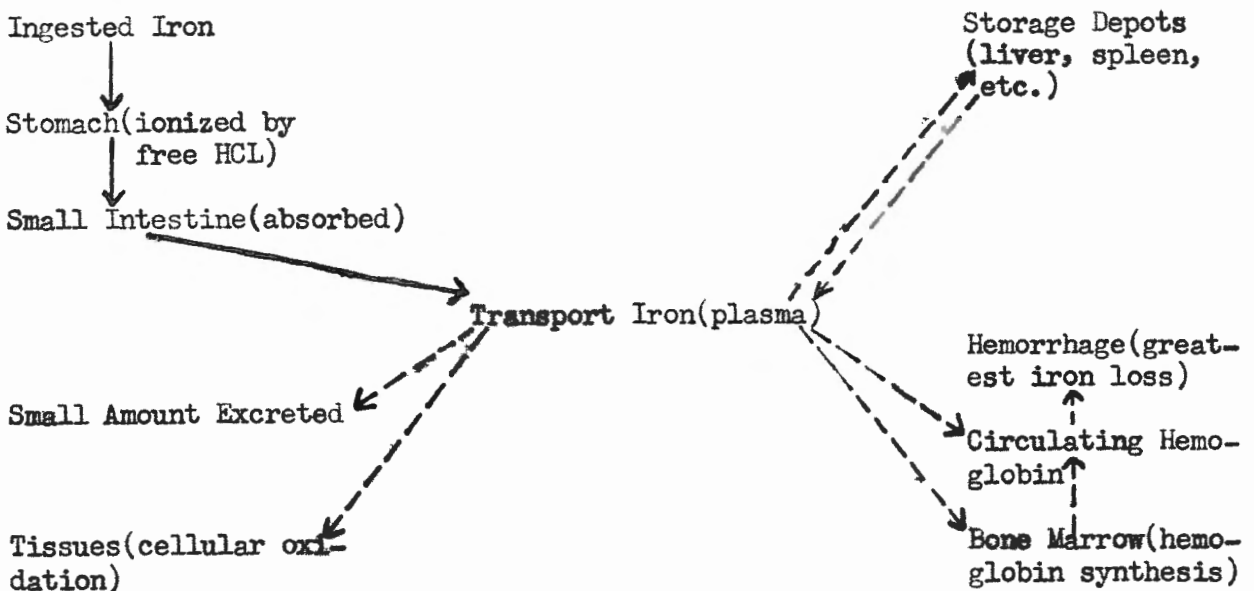 Ingested Iron
Stomach(ionized by
free HCL)
Small Intestine(absorbed)
Storage Depots
(liver, spleen,
etc.)
Transport Iron(plasma)
Small Amount Excreted
Tissues(cellular oxi-
dation)
Hemorrhage(great-
est iron loss)
Circulating Hemo-
globin
Bone Marrow(hemo-
globin synthesis)